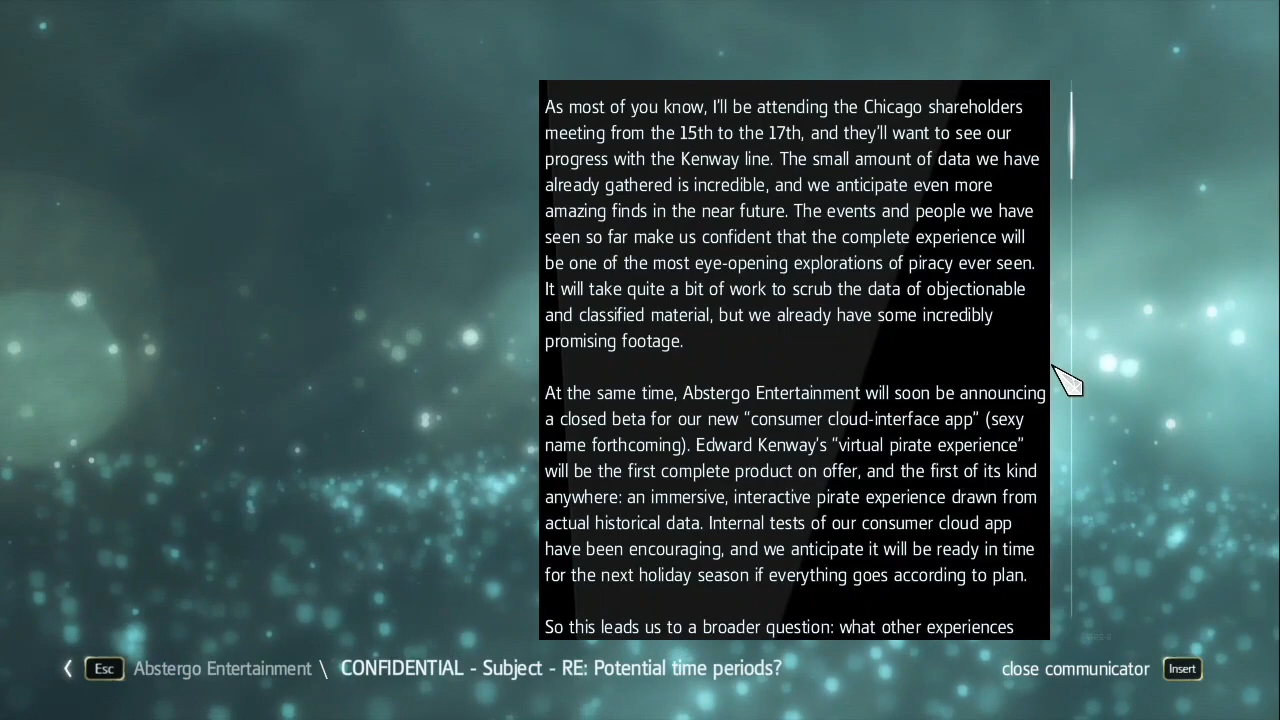 As most of you know, I'll be attending the Chicago shareholders
meeting from the 15th to the 17th, and they'll want to see our
progress with the Kenway line. The small amount of data we have
already gathered is incredible, and we anticipate even more
amazing finds in the near future. The events and people we have
seen so far make us confident that the complete experience will
be one of the most eye-opening explorations of piracy ever seen.
It will take quite a bit of work to scrub the data of objectionable
and classified material, but we already have some incredibly
promising footage.
At the same time, Abstergo Entertainment will soon be announcing
a closed beta for our new “consumer cloud-interface app” (sexy
name forthcoming). Edward Kenway's “virtual pirate experience”
will be the first complete product on offer, and the first of its kind
anywhere: an immersive, interactive pirate experience drawn from
actual historical data. Internal tests of our consumer cloud app
have been encouraging, and we anticipate it will be ready in time
for the next holiday season if everything goes according to plan.
So this leads us to a broader question: what other experiences
Esc Abstergo Entertainment \ CONFIDENTIAL - Subject - RE: Potential time periods? close communicator Insert